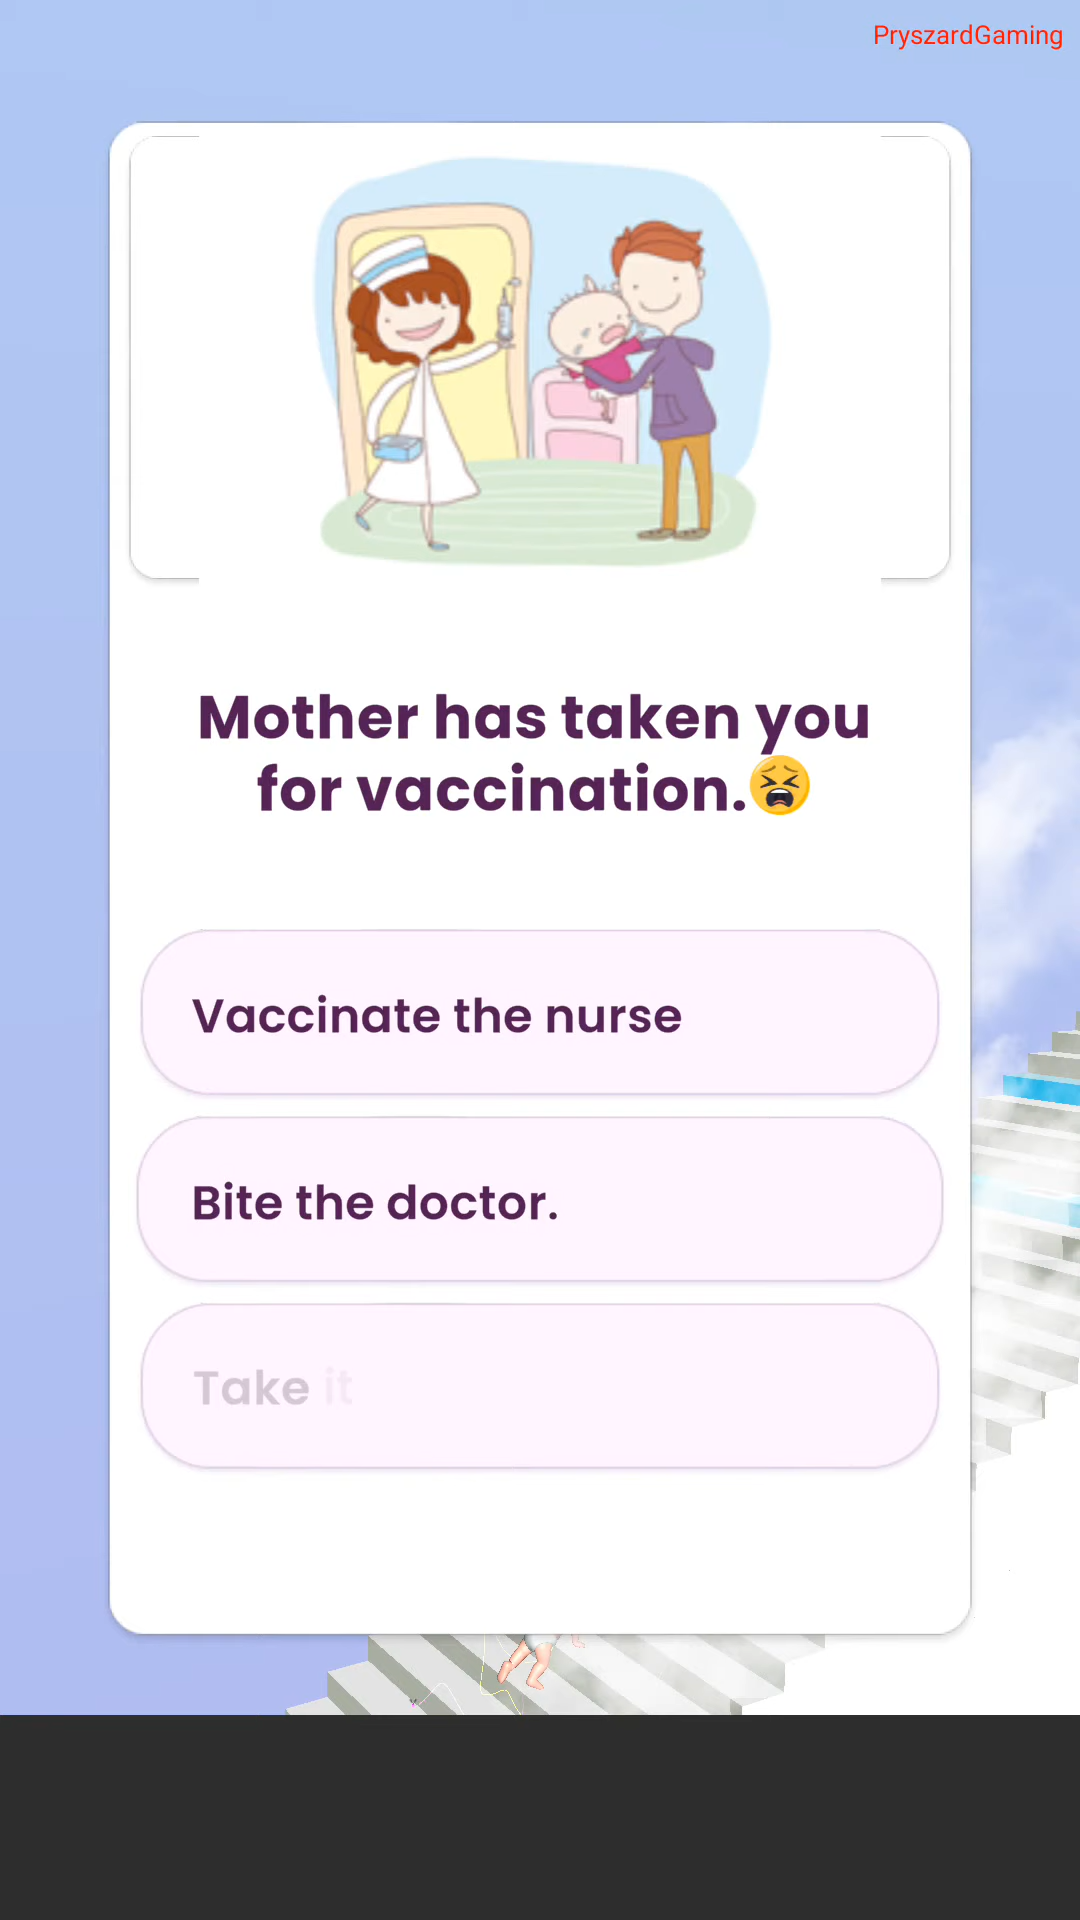 PryszardGaming
Mother has taken you
for vaccination.😫
Vaccinate the nurse
Bite the doctor.
Take it